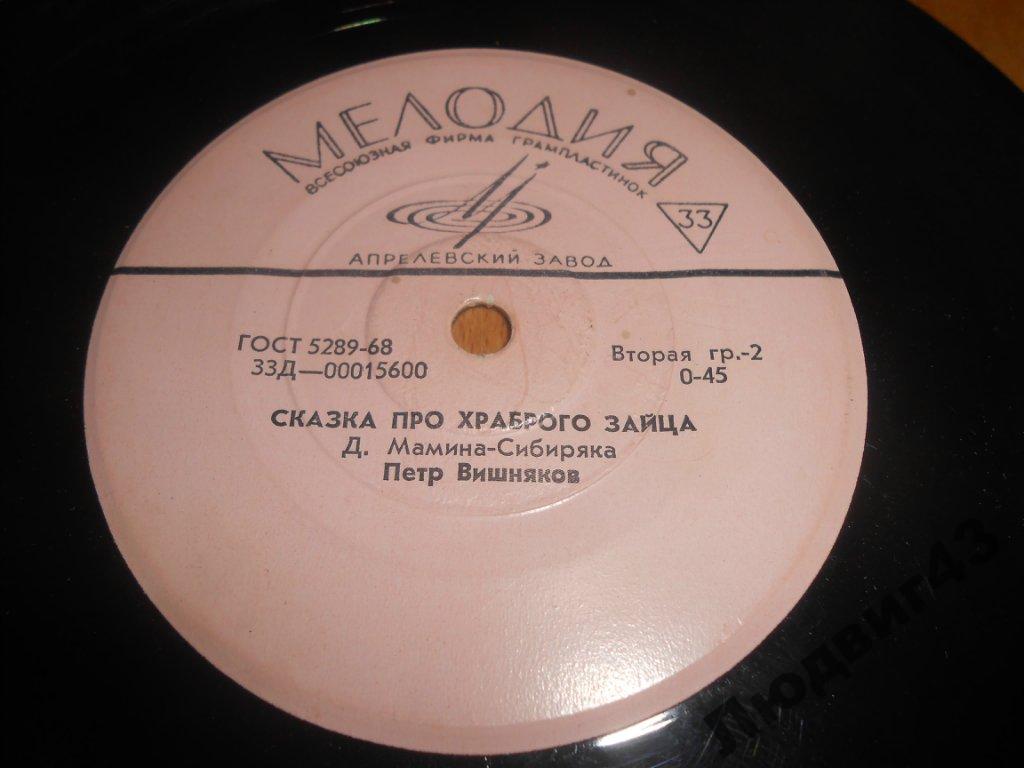 МЕЛОДИЯ
ВСЕСОЮЗНАЯ ФИРМА ГРАМПЛАСТИНОК
33
АПРЕЛЕВСКИЙ ЗАВОД
ГОСТ 5289-68
33Д—00015600
Вторая гр.-2
0-45
СКАЗКА ПРО ХРАБРОГО ЗАЙЦА
Д. Мамина-Сибиряка
Петр Вишняков
Людвиг43